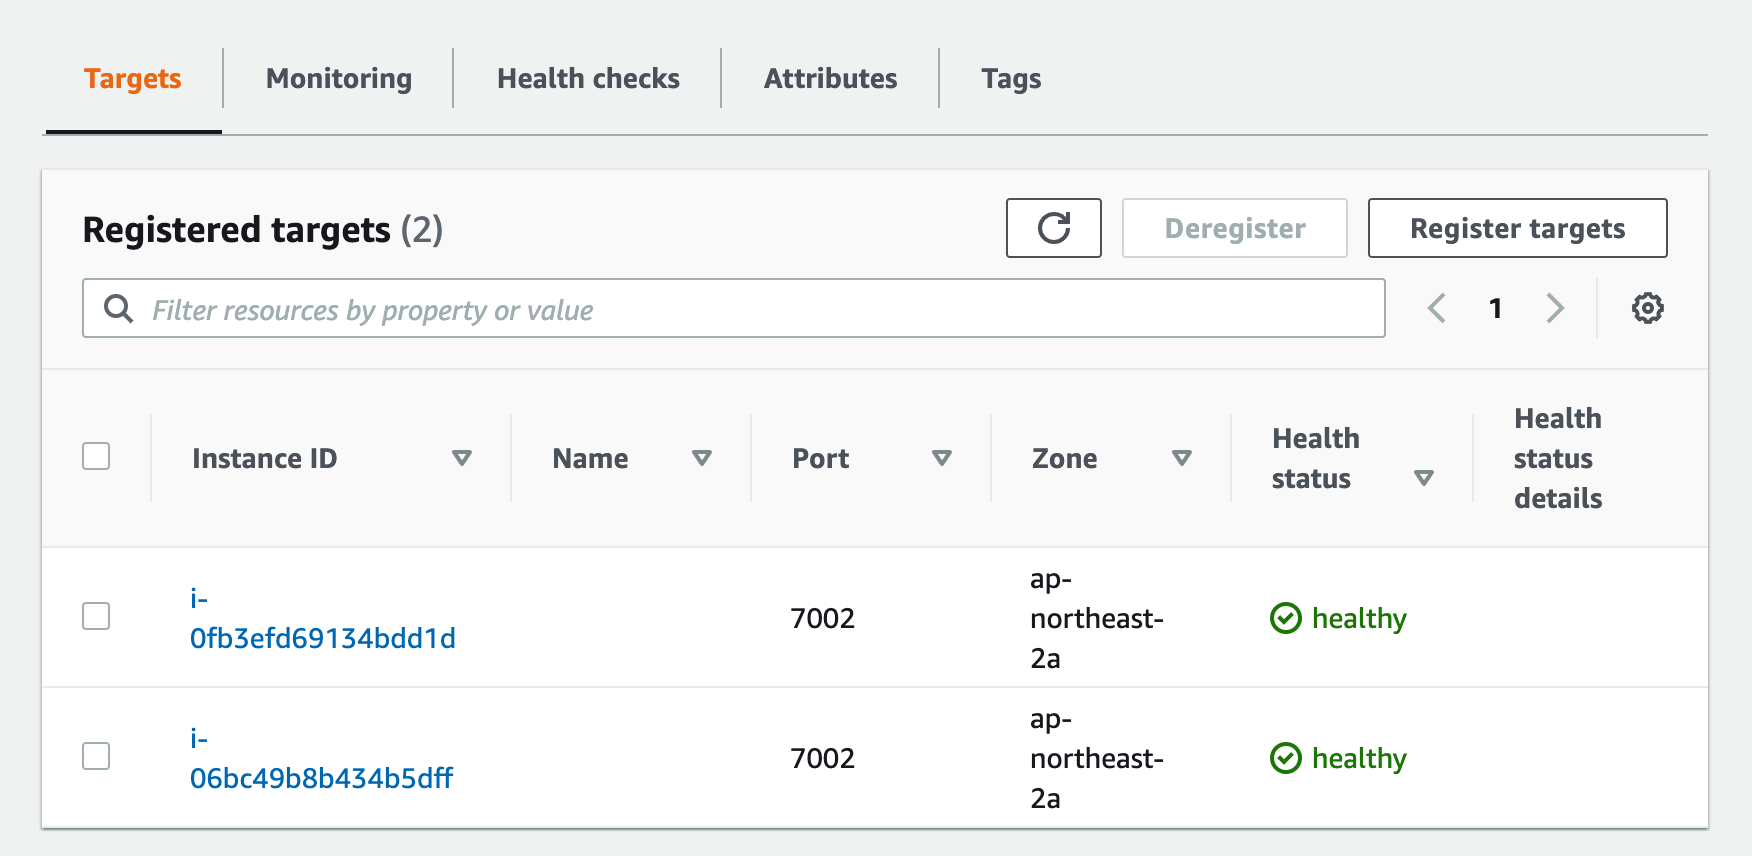 Targets Monitoring Health checks Attributes Tags
Registered targets (2)
Deregister
Register targets
Filter resources by property or value
1
Instance ID
Name
Port
Zone
Health
status
Health
status
details
i-
0fb3efd69134bdd1d
7002
ap-
northeast-
2a
healthy
i-
06bc49b8b434b5dff
7002
ap-
northeast-
2a
healthy